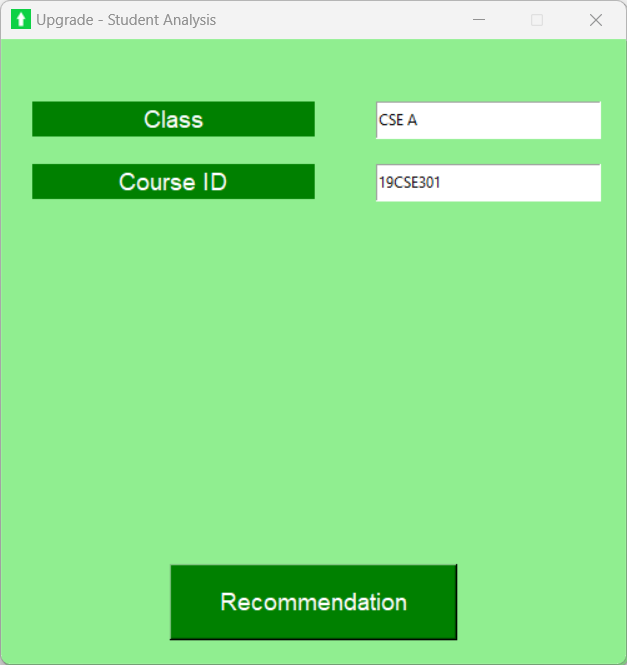 Upgrade - Student Analysis
Class CSE A
Course ID 19CSE301
Recommendation